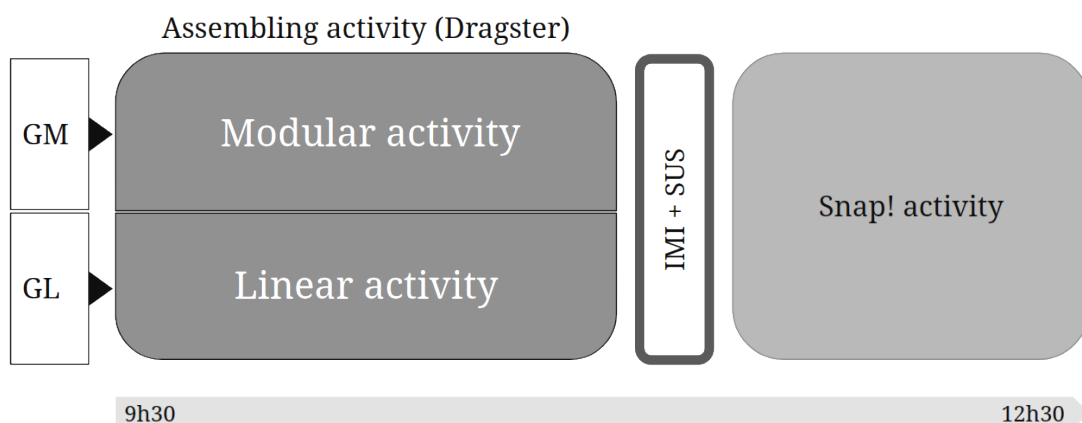 Assembling activity (Dragster)
GM
Modular activity
GL
Linear activity
IMI + SUS
Snap! activity
9h30
12h30